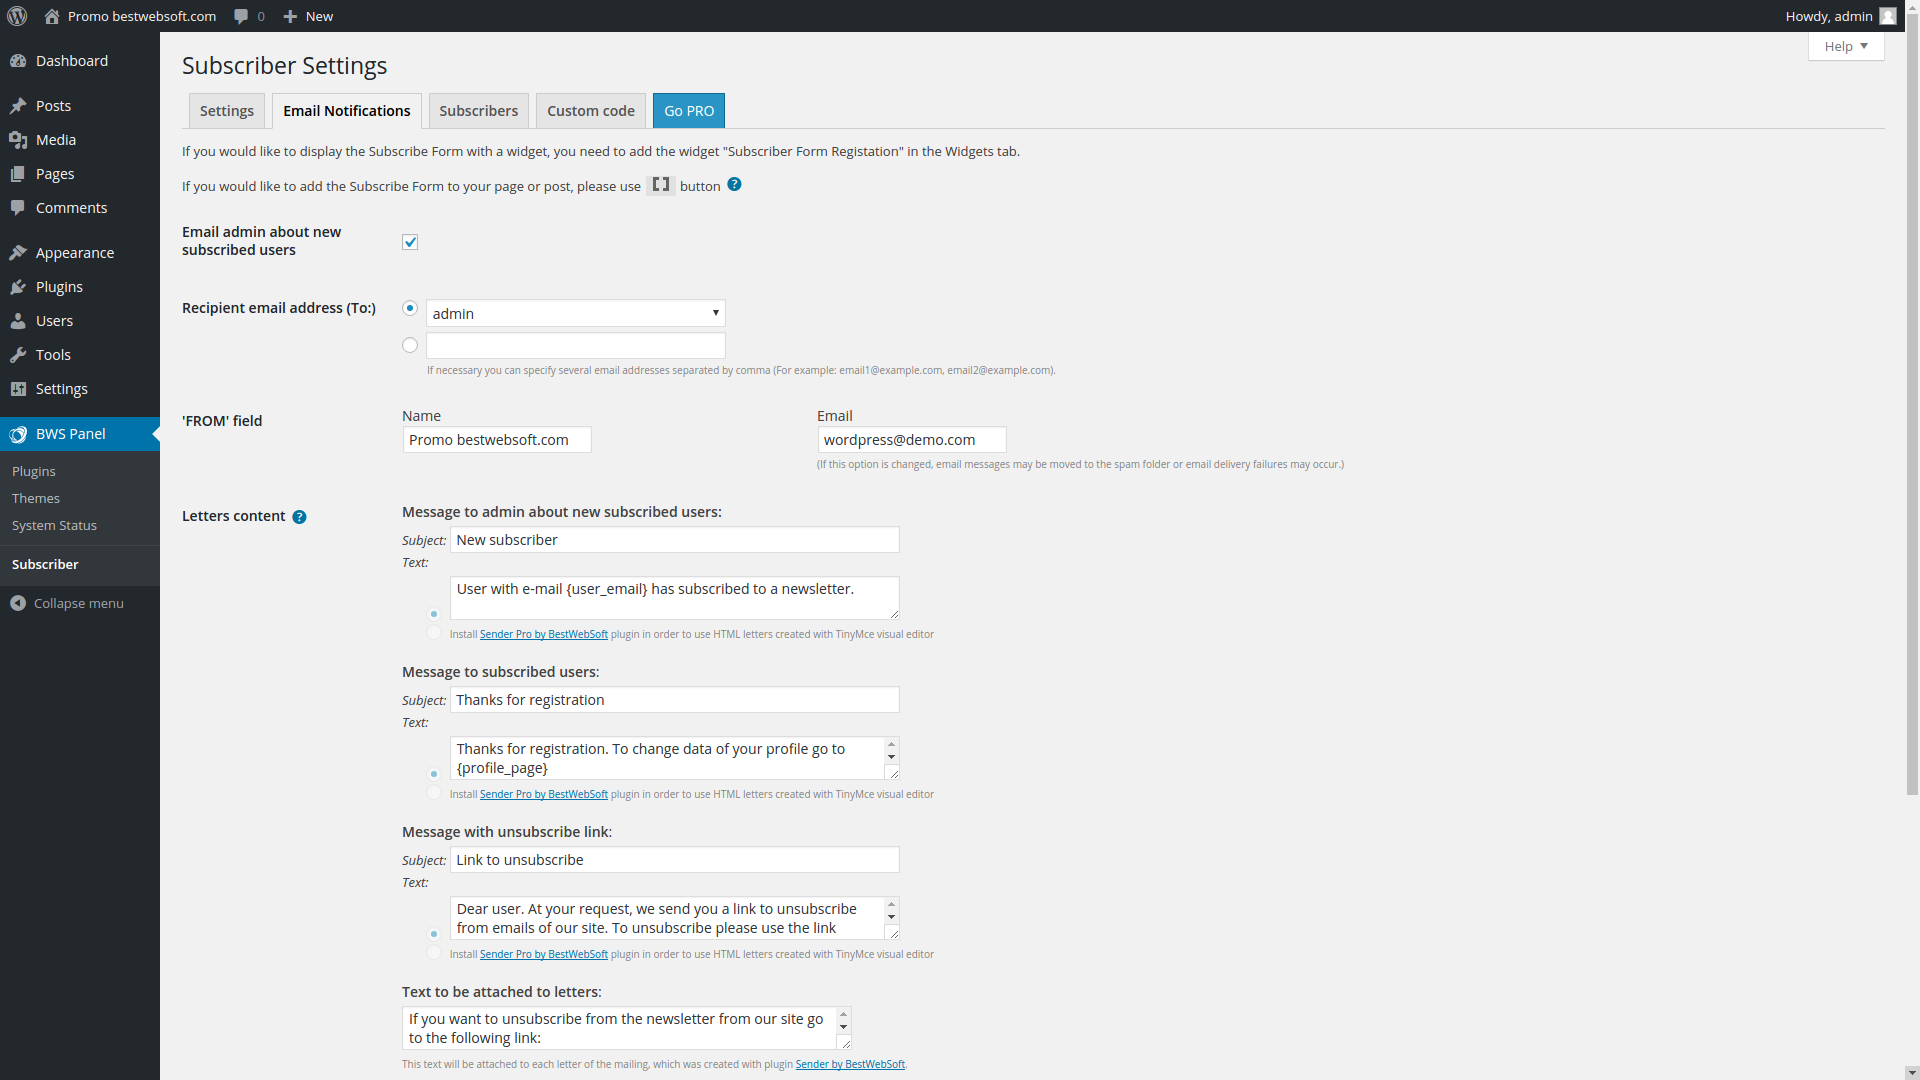 Promo bestwebsoft.com 0 New Howdy, admin
Help
Dashboard
Posts
Media
Pages
Comments
Appearance
Plugins
Users
Tools
Settings
BWS Panel
Plugins
Themes
System Status
Subscriber
Collapse menu
Subscriber Settings
Settings Email Notifications Subscribers Custom code Go PRO
If you would like to display the Subscribe Form with a widget, you need to add the widget "Subscriber Form Registation" in the Widgets tab.
If you would like to add the Subscribe Form to your page or post, please use [] button ?
Email admin about new
subscribed users
Recipient email address (To:)
admin
If necessary you can specify several email addresses separated by comma (For example: email1@example.com, email2@example.com).
'FROM' field
Name Email
Promo bestwebsoft.com wordpress@demo.com
(If this option is changed, email messages may be moved to the spam folder or email delivery failures may occur.)
Letters content ?
Message to admin about new subscribed users:
Subject: New subscriber
Text:
User with e-mail {user_email} has subscribed to a newsletter.
Install Sender Pro by BestWebSoft plugin in order to use HTML letters created with TinyMce visual editor
Message to subscribed users:
Subject: Thanks for registration
Text:
Thanks for registration. To change data of your profile go to
{profile_page}
Install Sender Pro by BestWebSoft plugin in order to use HTML letters created with TinyMce visual editor
Message with unsubscribe link:
Subject: Link to unsubscribe
Text:
Dear user. At your request, we send you a link to unsubscribe
from emails of our site. To unsubscribe please use the link
Install Sender Pro by BestWebSoft plugin in order to use HTML letters created with TinyMce visual editor
Text to be attached to letters:
If you want to unsubscribe from the newsletter from our site go
to the following link:
This text will be attached to each letter of the mailing, which was created with plugin Sender by BestWebSoft.